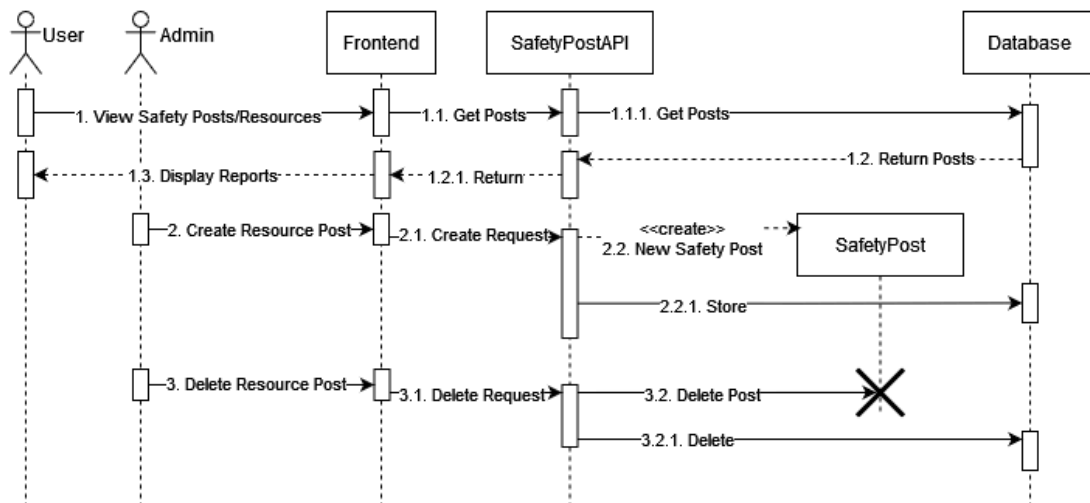 User
Admin
Frontend
SafetyPostAPI
Database
1. View Safety Posts/Resources
1.1. Get Posts
1.1.1. Get Posts
1.2. Return Posts
1.3. Display Reports
1.2.1. Return
2. Create Resource Post
2.1. Create Request
<<create>>
2.2. New Safety Post
SafetyPost
2.2.1. Store
3. Delete Resource Post
3.1. Delete Request
3.2. Delete Post
3.2.1. Delete